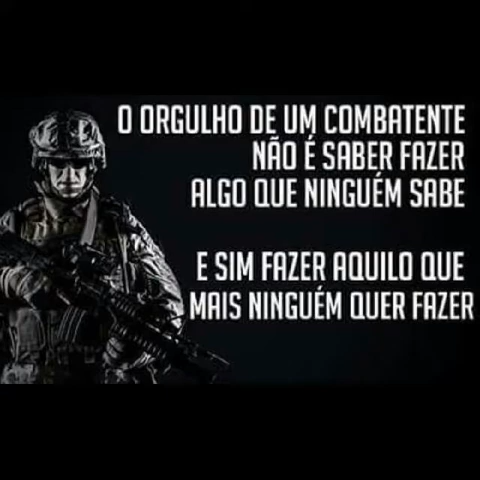 O ORGULHO DE UM COMBATENTE
NÃO É SABER FAZER
ALGO QUE NINGUÉM SABE
E SIM FAZER AQUILO QUE
MAIS NINGUÉM QUER FAZER